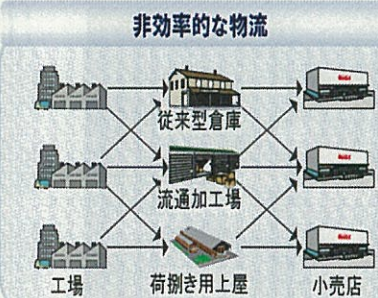 非効率的な物流
従来型倉庫
流通加工場
工場
荷捌き用上屋
小売店